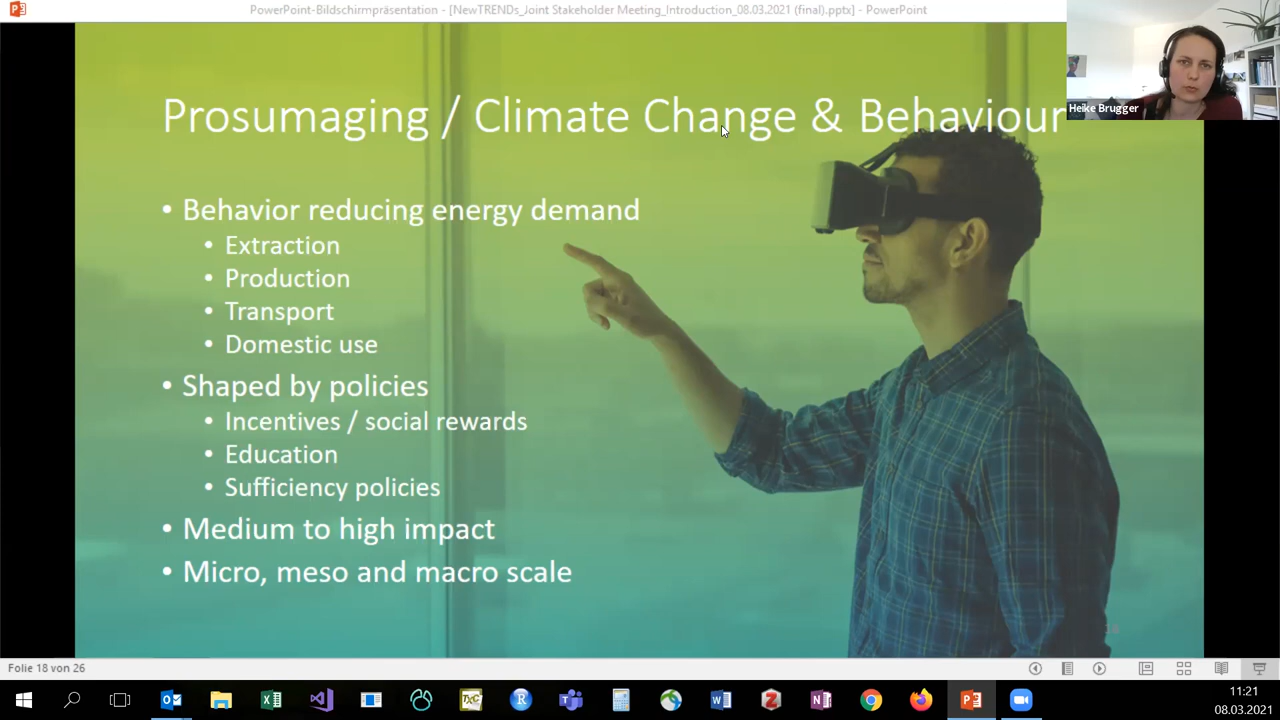 PowerPoint-Bildschirmpräsentation - [NewTRENDs_Joint Stakeholder Meeting_Introduction_08.03.2021 (final).pptx] - PowerPoint
Heike Brugger
Prosumaging / Climate Change & Behaviour
• Behavior reducing energy demand
• Extraction
• Production
• Transport
• Domestic use
• Shaped by policies
• Incentives / social rewards
• Education
• Sufficiency policies
• Medium to high impact
• Micro, meso and macro scale
Folie 18 von 26
11:21
08.03.2021